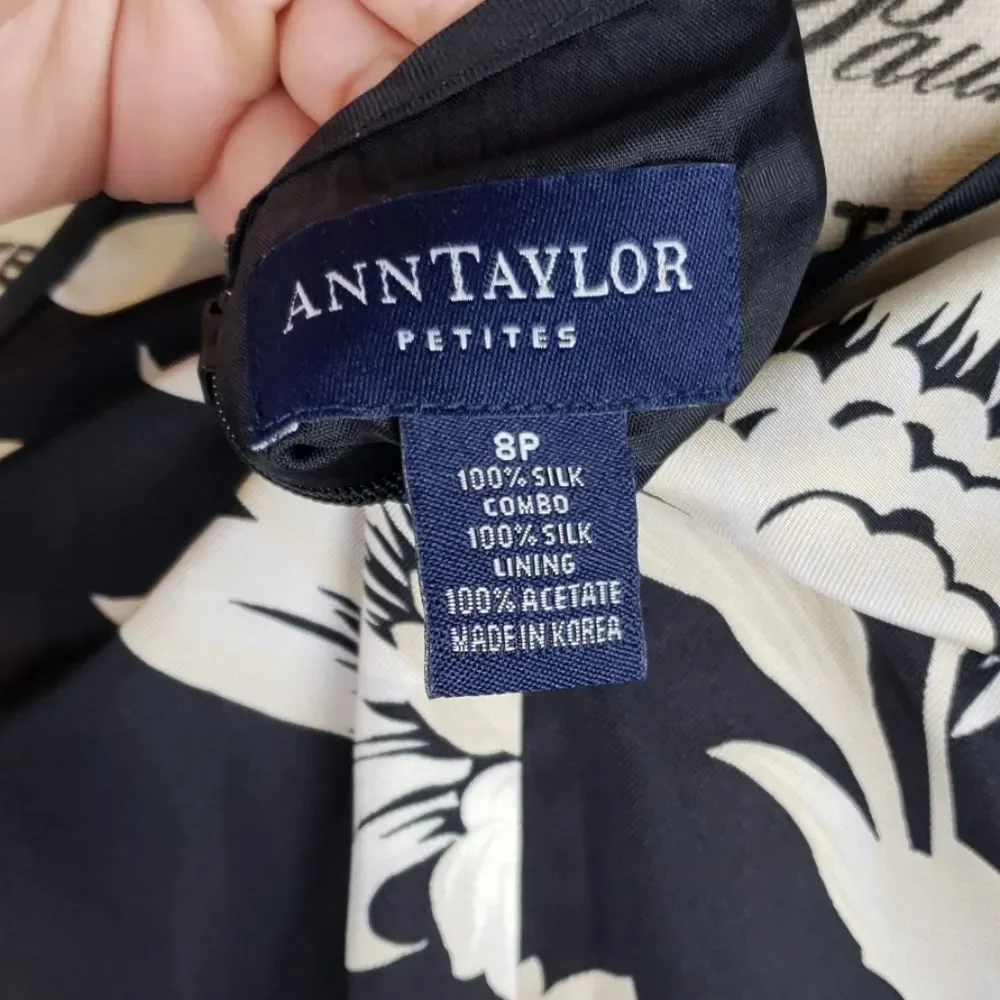 ANNTAYLOR
PETITES
8P
100% SILK
COMBO
100% SILK
LINING
100% ACETATE
MADE IN KOREA